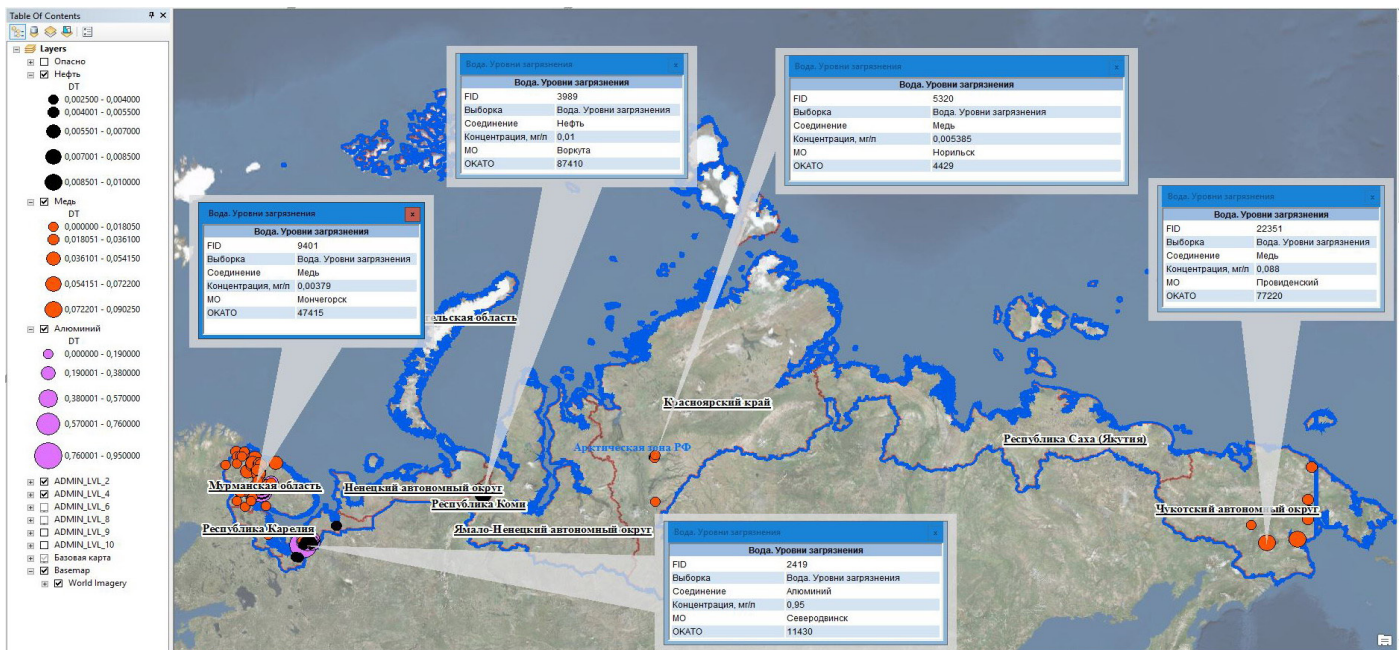 Table Of Contents
Layers
Опасно
Нефть
DT
0,002500 - 0,004000
0,004001 - 0,005500
0,005501 - 0,007000
0,007001 - 0,008500
0,008501 - 0,010000
Медь
DT
0,000000 - 0,018050
0,018051 - 0,036100
0,036101 - 0,054150
0,054151 - 0,072200
0,072201 - 0,090250
Алюминий
DT
0,000000 - 0,190000
0,190001 - 0,380000
0,380001 - 0,570000
0,570001 - 0,760000
0,760001 - 0,950000
ADMIN_LVL_2
ADMIN_LVL_4
ADMIN_LVL_6
ADMIN_LVL_8
ADMIN_LVL_9
ADMIN_LVL_10
Базовая карта
Basemap
World Imagery
Вода. Уровни загрязнения
Вода. Уровни загрязнения
FID 9401
Выборка Вода. Уровни загрязнения
Соединение Медь
Концентрация, мг/л 0,00379
МО Мончегорск
ОКАТО 47415
Вода. Уровни загрязнения
Вода. Уровни загрязнения
FID 3989
Выборка Вода. Уровни загрязнения
Соединение Нефть
Концентрация, мг/л 0,01
МО Воркута
ОКАТО 87410
Вода. Уровни загрязнения
Вода. Уровни загрязнения
FID 5320
Выборка Вода. Уровни загрязнения
Соединение Медь
Концентрация, мг/л 0,005385
МО Норильск
ОКАТО 4429
Вода. Уровни загрязнения
Вода. Уровни загрязнения
FID 22351
Выборка Вода. Уровни загрязнения
Соединение Медь
Концентрация, мг/л 0,088
МО Провиденский
ОКАТО 77220
тельская область
Красноярский край
Арктическая зона РФ
Республика Саха (Якутия)
Мурманская область
Ненецкий автономный округ
Республика Коми
Чукотский автономный округ
Республика Карелия
Ямало-Ненецкий автономный округ
Вода. Уровни загрязнения
Вода. Уровни загрязнения
FID 2419
Выборка Вода. Уровни загрязнения
Соединение Алюминий
Концентрация, мг/л 0,95
МО Северодвинск
ОКАТО 11430